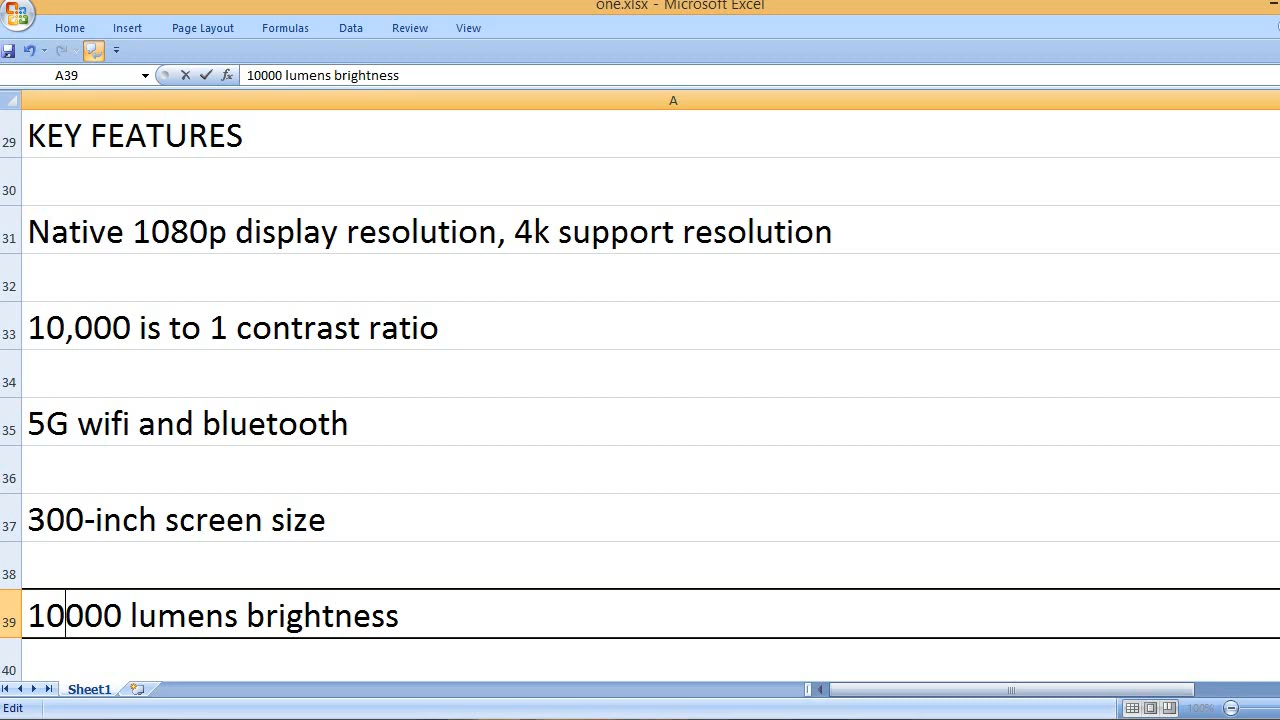 one.xlsx - Microsoft Excel
Home Insert Page Layout Formulas Data Review View
A39 fx 10000 lumens brightness
A
29 KEY FEATURES
30
31 Native 1080p display resolution, 4k support resolution
32
33 10,000 is to 1 contrast ratio
34
35 5G wifi and bluetooth
36
37 300-inch screen size
38
39 10000 lumens brightness
40
Sheet1
Edit 100%